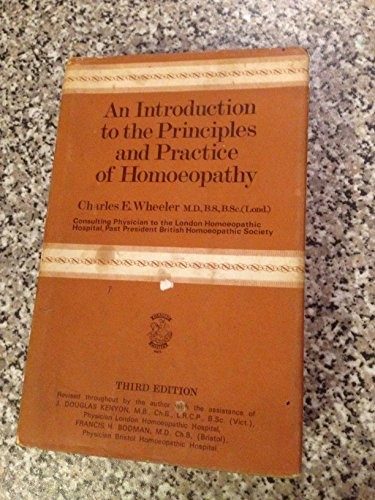 An Introduction
to the Principles
and Practice
of Homoeopathy
Charles E. Wheeler M.D., B.S., B.Sc. (Lond.)
Consulting Physician to the London Homoeopathic
Hospital, Past President British Homoeopathic Society
THIRD EDITION
Revised throughout by the author with the assistance of
J. DOUGLAS KENYON, M.B., Ch.B., L.R.C.P., B.Sc. (Vict.),
Physician London Homoeopathic Hospital,
FRANCIS H. BODMAN, M.D. Ch.B. (Bristol),
Physician Bristol Homoeopathic Hospital